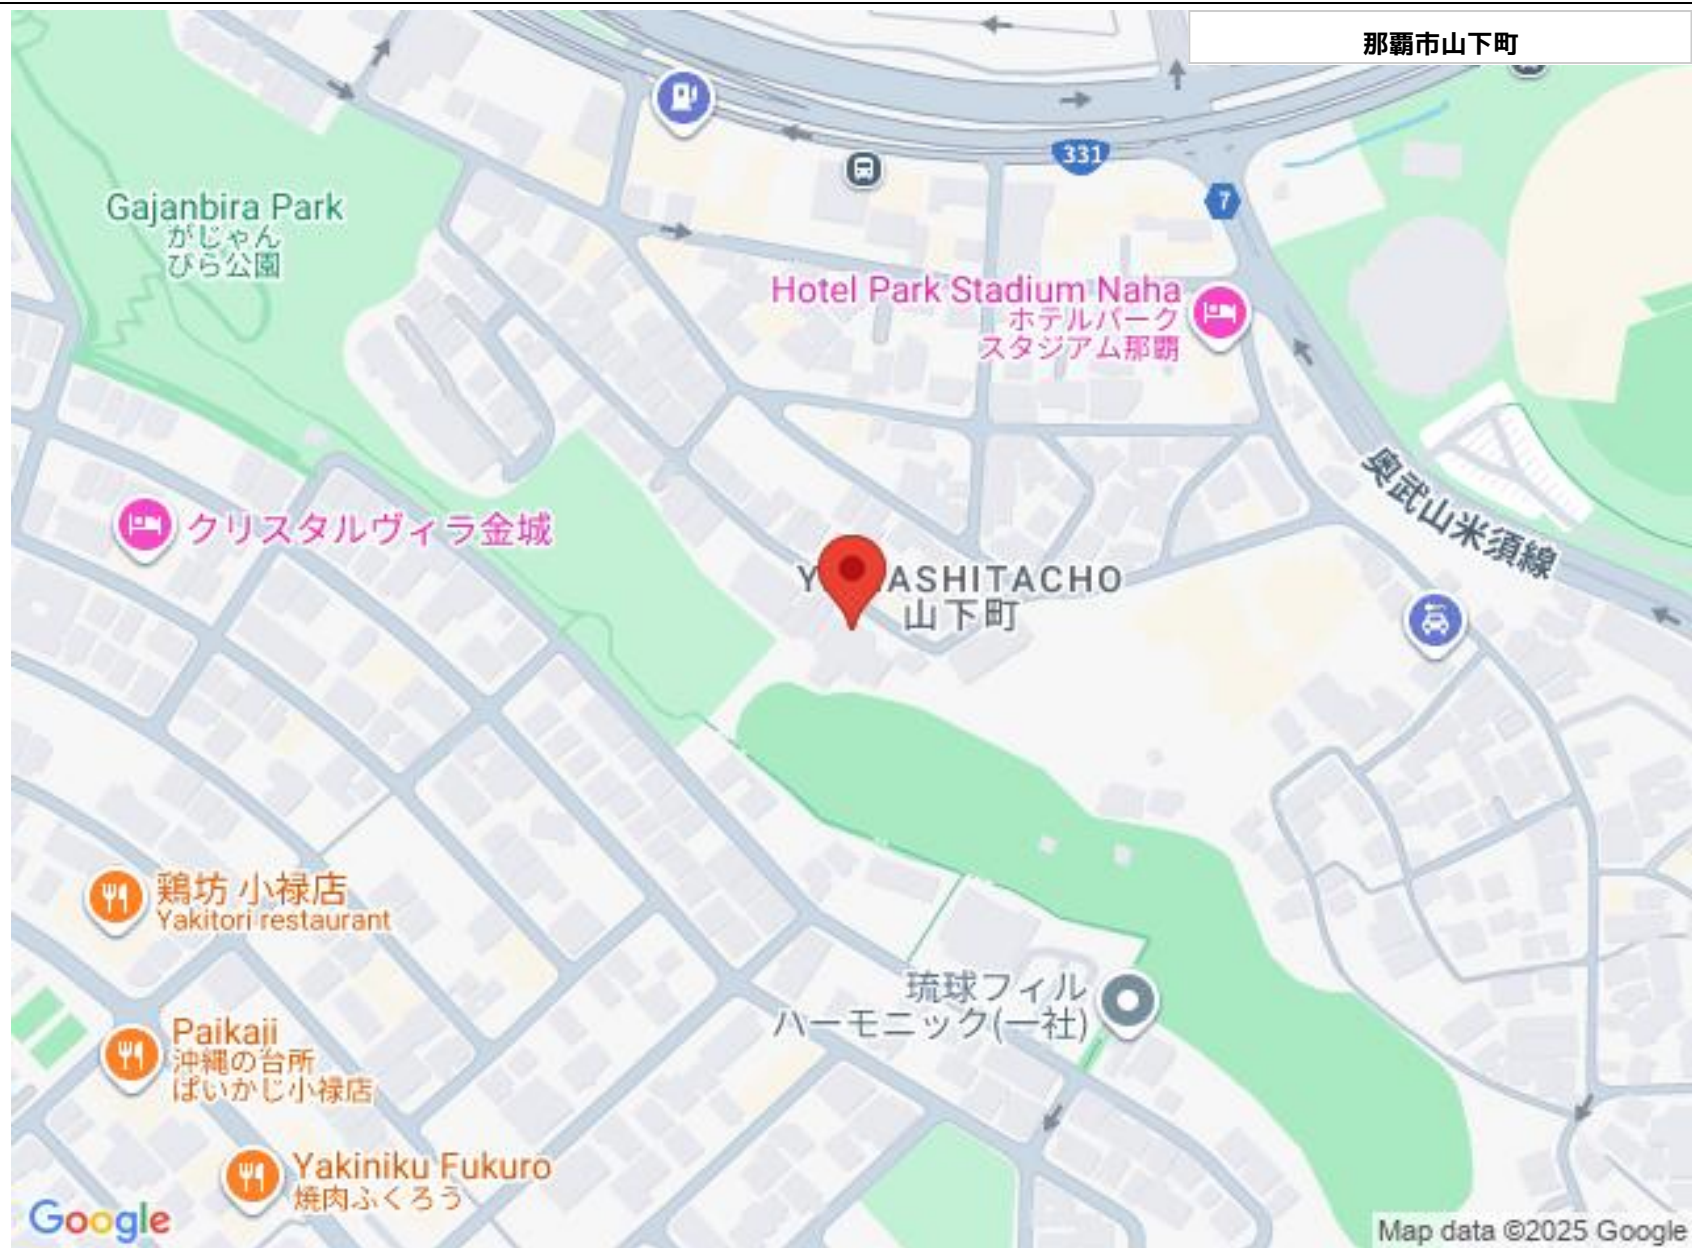 那覇市山下町
331
7
Gajanbira Park
がじゃん
びら公園
Hotel Park Stadium Naha
ホテルパーク
スタジアム那覇
奥武山米須線
クリスタルヴィラ金城
ASHITACHO
山下町
鶏坊 小禄店
Yakitori restaurant
琉球フィル
ハーモニック(一社)
Paikaji
沖縄の台所
ぱいかじ小禄店
Yakiniku Fukuro
焼肉ふくろう
Google
Map data ©2025 Google